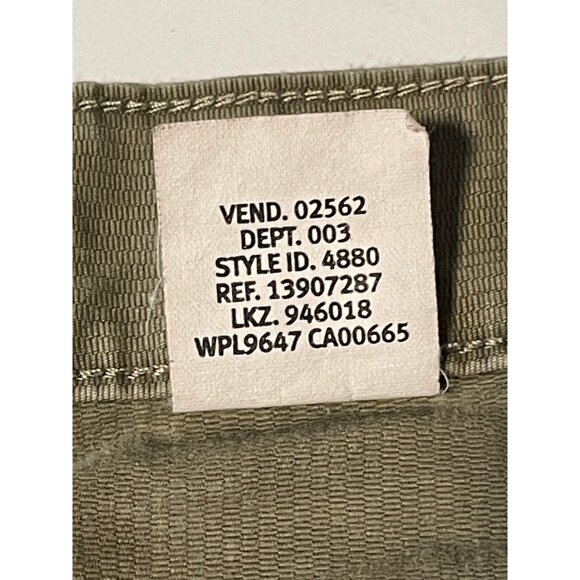 VEND. 02562
DEPT. 003
STYLE ID. 4880
REF. 13907287
LKZ. 946018
WPL9647 CA00665